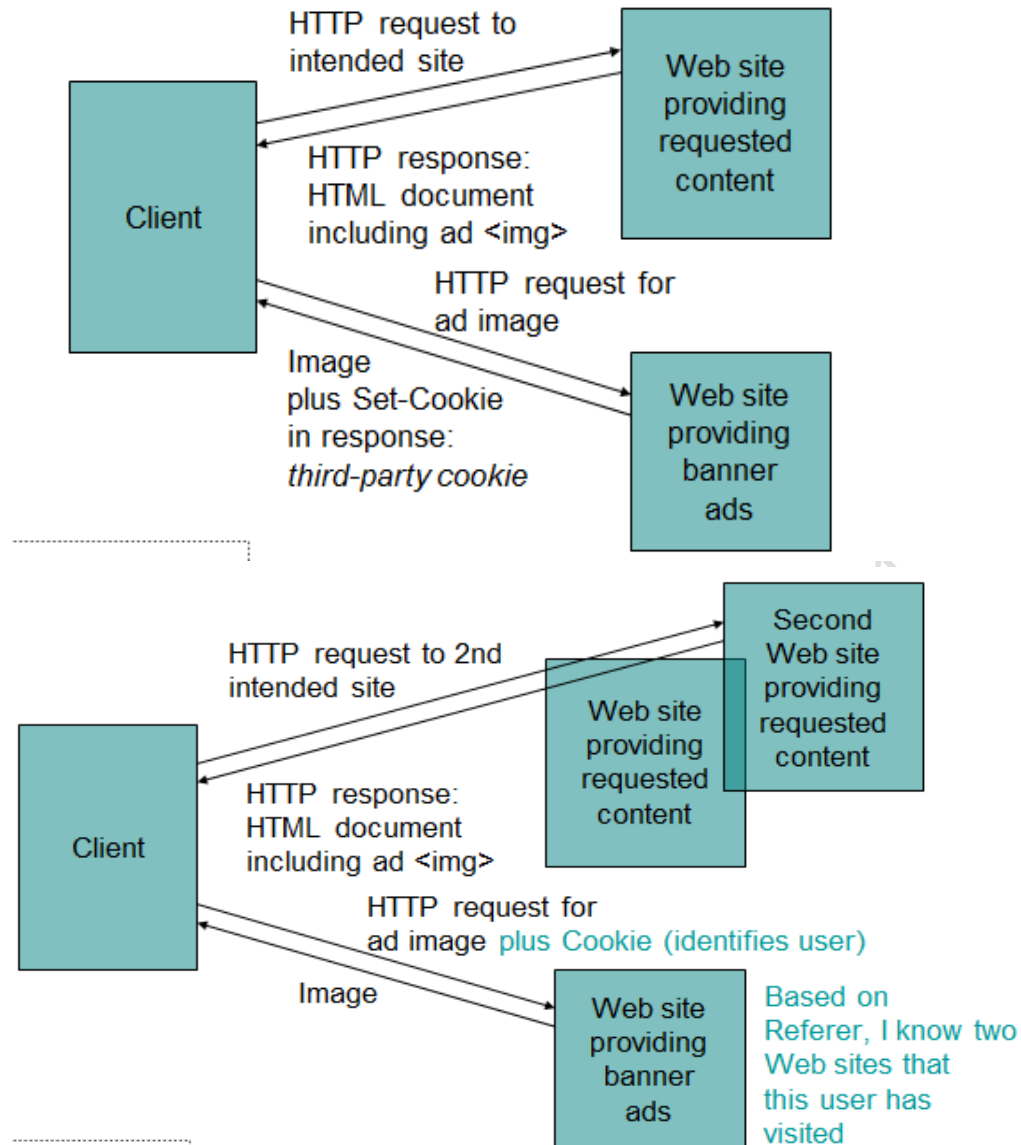 HTTP request to
intended site
Web site
providing
requested
content
Client
HTTP response:
HTML document
including ad <img>
HTTP request for
ad image
Image
plus Set-Cookie
in response:
third-party cookie
Web site
providing
banner
ads
Second
Web site
providing
requested
content
HTTP request to 2nd
intended site
Web site
providing
requested
content
Client
HTTP response:
HTML document
including ad <img>
HTTP request for
ad image plus Cookie (identifies user)
Image
Web site
providing
banner
ads
Based on
Referer, I know two
Web sites that
this user has
visited